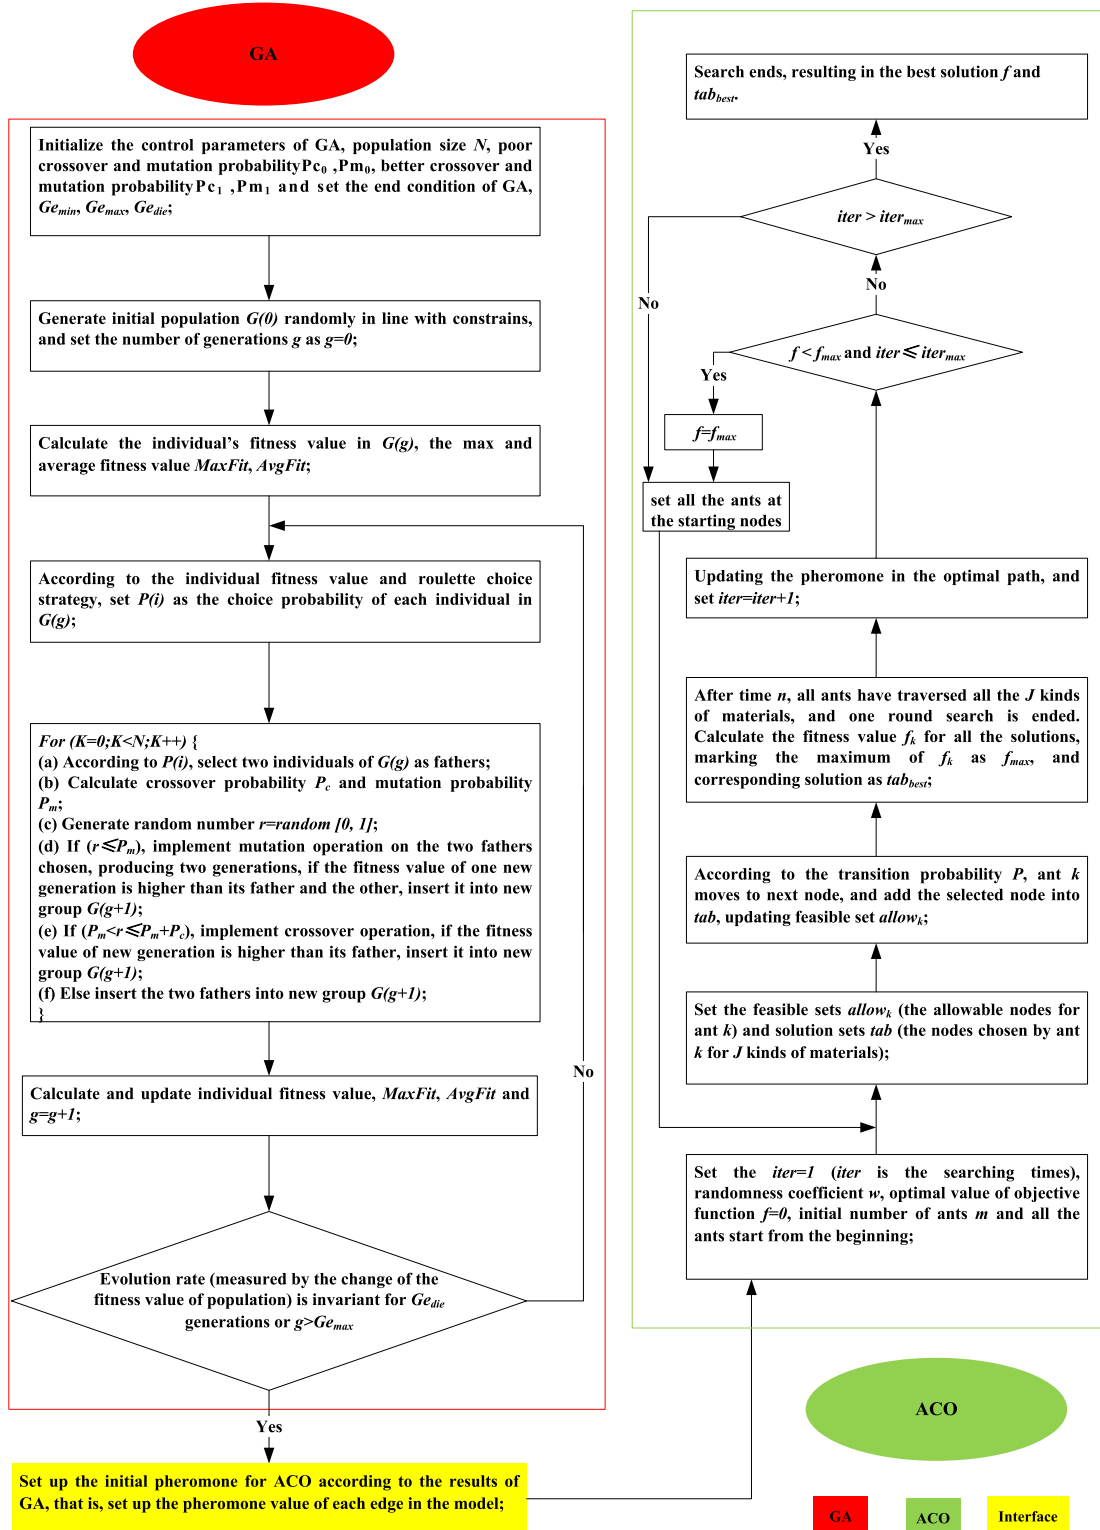 GA
Initialize the control parameters of GA, population size N, poor
crossover and mutation probabilityPc0 ,Pm0, better crossover and
mutation probabilityPc1 ,Pm1 and set the end condition of GA,
Gemin, Gemax, Gedie;
Generate initial population G(0) randomly in line with constrains,
and set the number of generations g as g=0;
Calculate the individual's fitness value in G(g), the max and
average fitness value MaxFit, AvgFit;
According to the individual fitness value and roulette choice
strategy, set P(i) as the choice probability of each individual in
G(g);
For (K=0;K<N;K++) {
(a) According to P(i), select two individuals of G(g) as fathers;
(b) Calculate crossover probability Pc and mutation probability
Pm;
(c) Generate random number r=random [0, 1];
(d) If (r≤Pm), implement mutation operation on the two fathers
chosen, producing two generations, if the fitness value of one new
generation is higher than its father and the other, insert it into new
group G(g+1);
(e) If (Pm<r≤Pm+Pc), implement crossover operation, if the fitness
value of new generation is higher than its father, insert it into new
group G(g+1);
(f) Else insert the two fathers into new group G(g+1);
}
Calculate and update individual fitness value, MaxFit, AvgFit and
g=g+1;
No
Evolution rate (measured by the change of the
fitness value of population) is invariant for Gedie
generations or g>Gemax
Yes
Set up the initial pheromone for ACO according to the results of
GA, that is, set up the pheromone value of each edge in the model;
Search ends, resulting in the best solution f and
tabbest.
Yes
iter > itermax
No
No
f < fmax and iter≤itermax
Yes
f=fmax
set all the ants at
the starting nodes
Updating the pheromone in the optimal path, and
set iter=iter+1;
After time n, all ants have traversed all the J kinds
of materials, and one round search is ended.
Calculate the fitness value fk for all the solutions,
marking the maximum of fk as fmax, and
corresponding solution as tabbest;
According to the transition probability P, ant k
moves to next node, and add the selected node into
tab, updating feasible set allowk;
Set the feasible sets allowk (the allowable nodes for
ant k) and solution sets tab (the nodes chosen by ant
k for J kinds of materials);
Set the iter=1 (iter is the searching times),
randomness coefficient w, optimal value of objective
function f=0, initial number of ants m and all the
ants start from the beginning;
ACO
GA
ACO
Interface